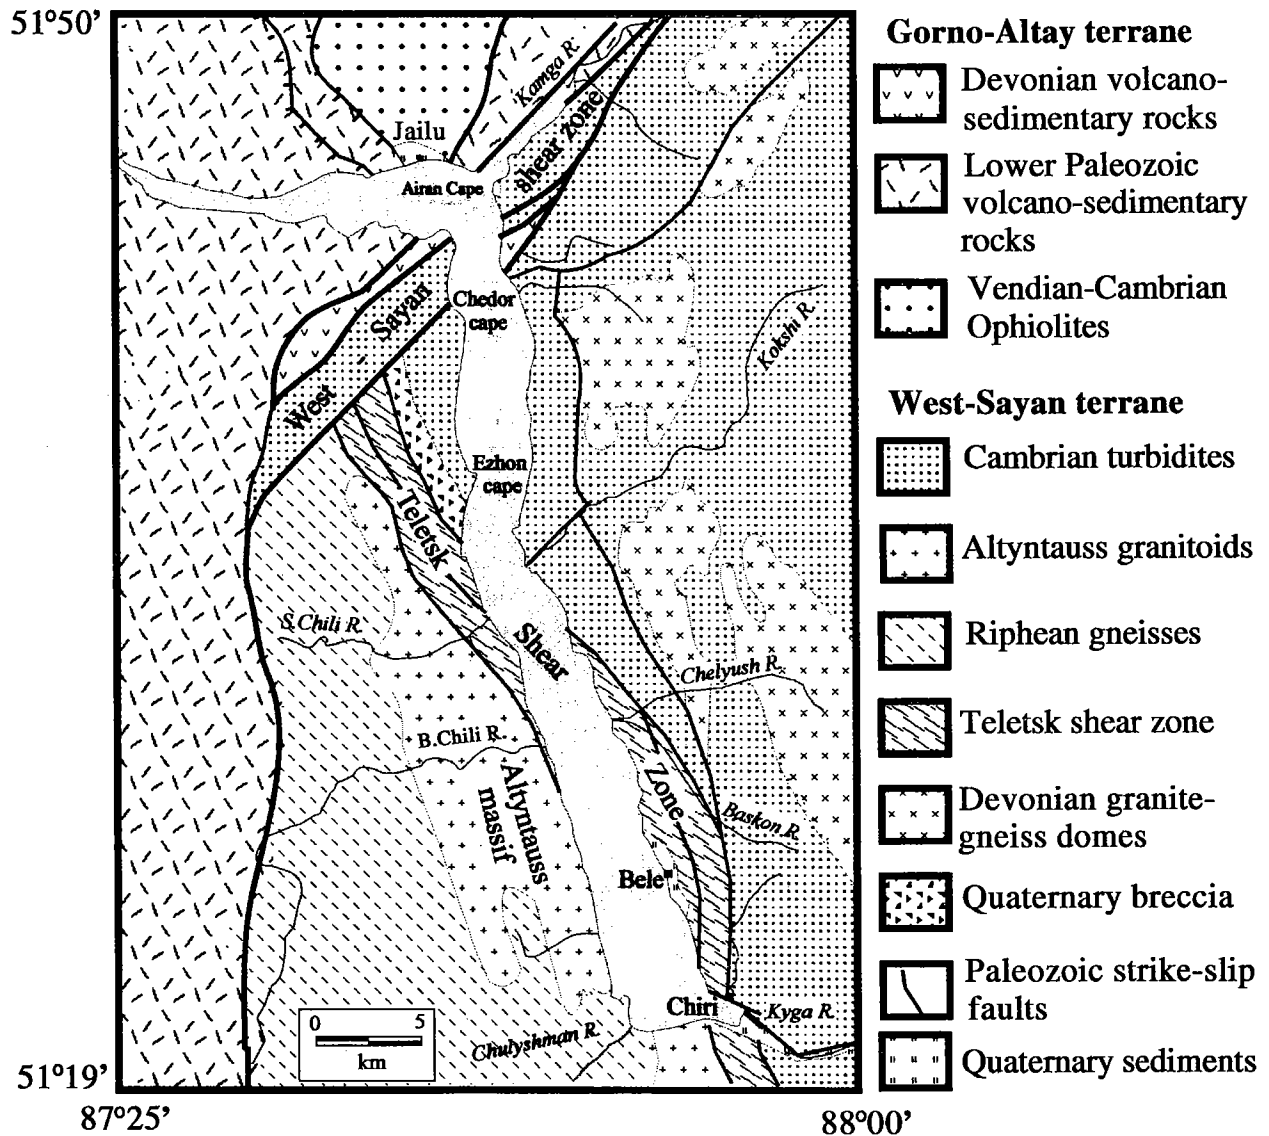 51°50'
Kamga R.
Jailu
shear zone
Airan Cape
Sayan
Chedor
cape
Kokshi R.
West
Ezhon
cape
Teletsk
S.Chili R.
Shear
Chelyush R.
B.Chili R.
Zone
Altyntauss
massif
Baskon R.
Bele
Chiri
Kyga R.
Chulyshman R.
0 5
km
51°19'
87°25'
88°00'
Gorno-Altay terrane
Devonian volcano-
sedimentary rocks
Lower Paleozoic
volcano-sedimentary
rocks
Vendian-Cambrian
Ophiolites
West-Sayan terrane
Cambrian turbidites
Altyntauss granitoids
Riphean gneisses
Teletsk shear zone
Devonian granite-
gneiss domes
Quaternary breccia
Paleozoic strike-slip
faults
Quaternary sediments